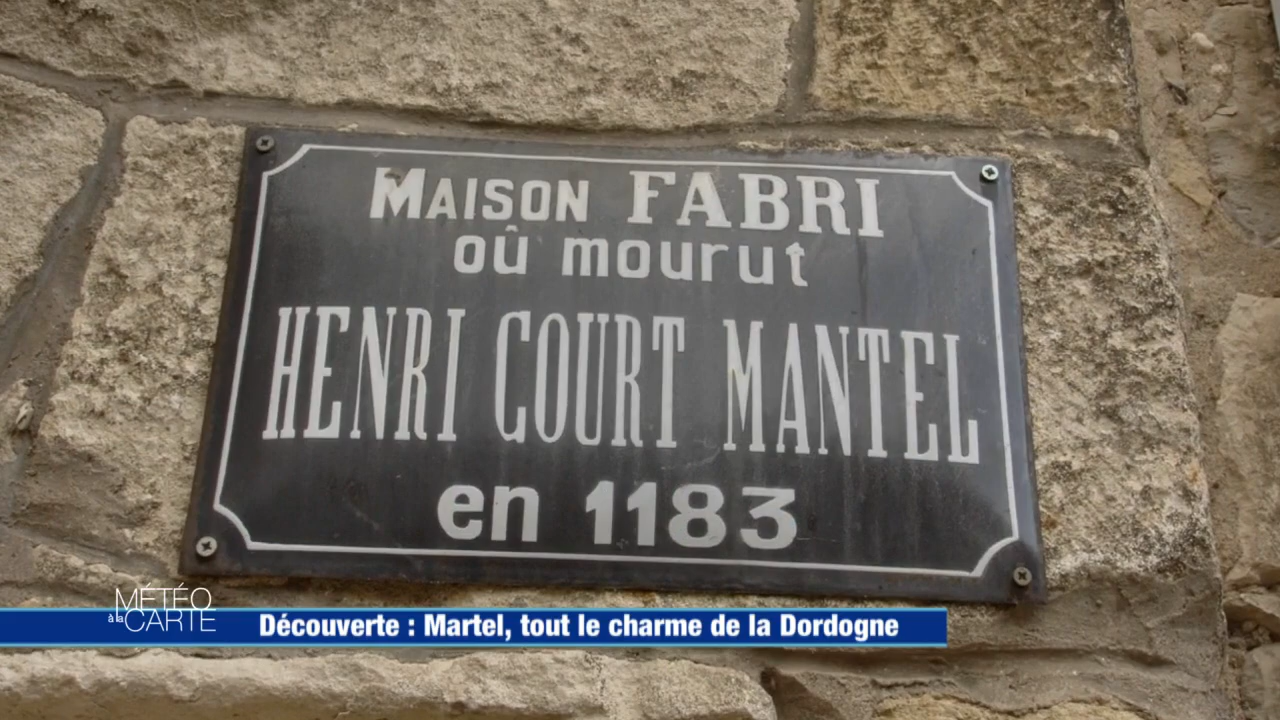 MAISON FABRI
où mourut
HENRI COURT MANTEL
en 1183
MÉTÉO
à la CARTE
Découverte : Martel, tout le charme de la Dordogne